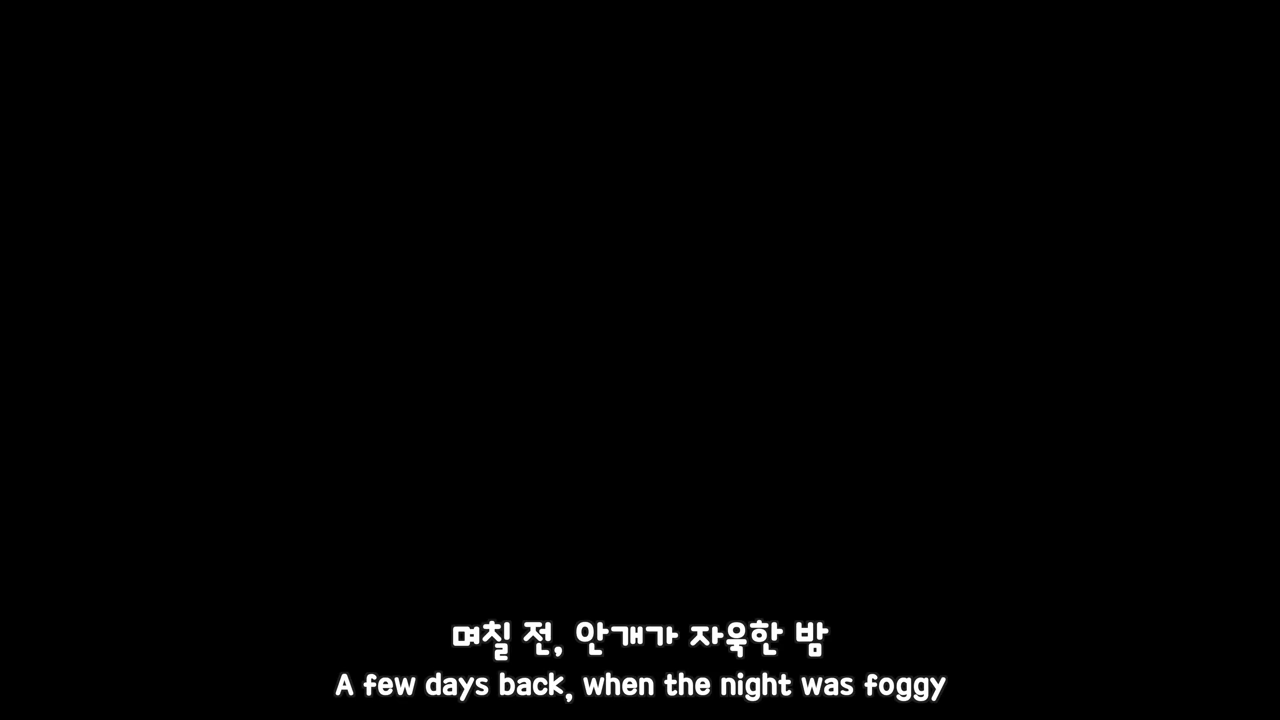 며칠 전, 안개가 자욱한 밤
A few days back, when the night was foggy